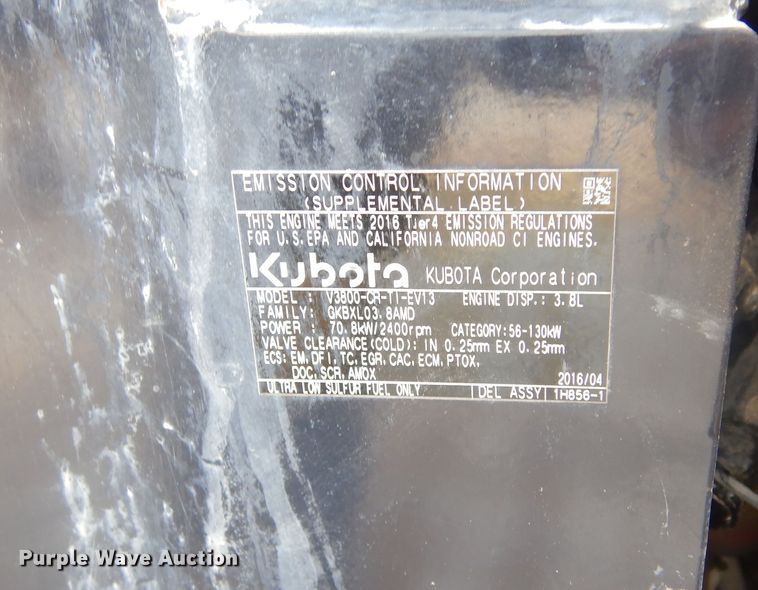 EMISSION CONTROL INFORMATION
(SUPPLEMENTAL LABEL)
THIS ENGINE MEETS 2016 Tier4 EMISSION REGULATIONS
FOR U.S.EPA AND CALIFORNIA NONROAD CI ENGINES.
Kubota KUBOTA Corporation
MODEL : V3800-CR-TI-EV13 ENGINE DISP.: 3.8L
FAMILY: GKBXL03.8AMD
POWER : 70.8kW/2400rpm CATEGORY:56-130kW
VALVE CLEARANCE(COLD): IN 0.25mm EX 0.25mm
ECS: EM, DFI, TC, EGR, CAC, ECM, PTOX,
DOC, SCR, AMOX 2016/04
ULTRA LOW SULFUR FUEL ONLY DEL ASSY 1H856-1
Purple Wave Auction